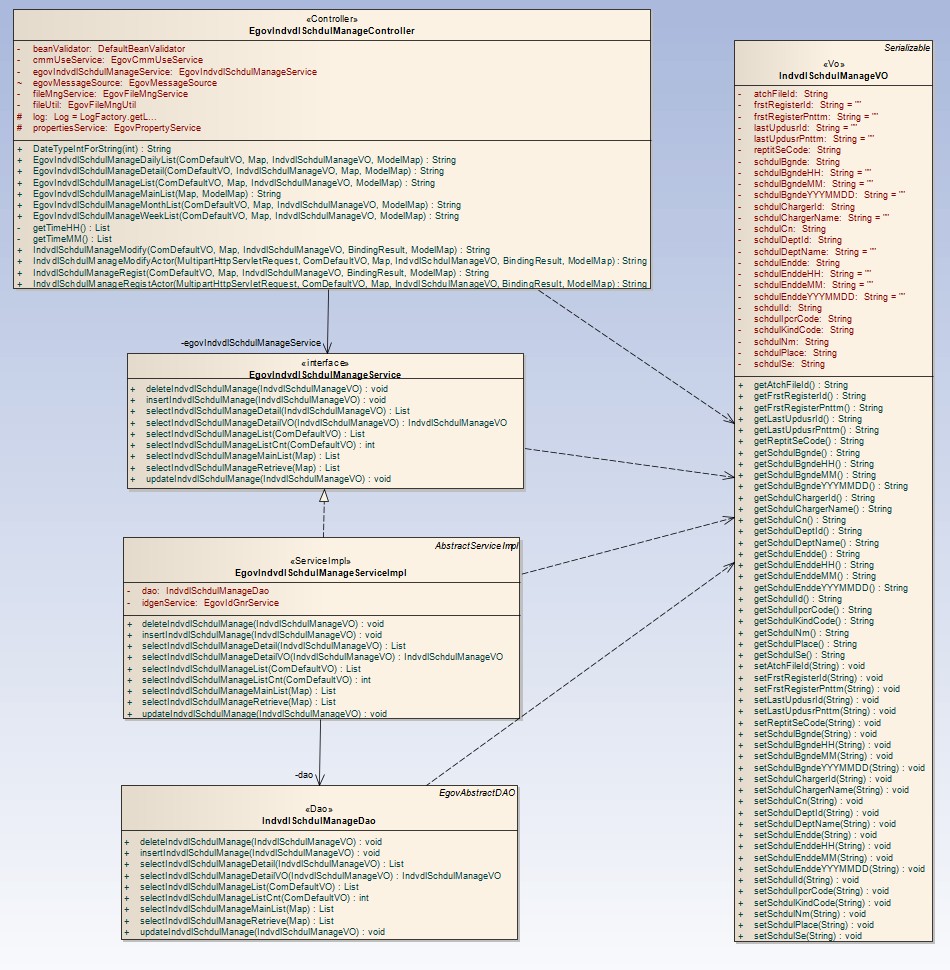 «Controller»
EgovIndvdlSchdulManageController
- beanValidator: DefaultBeanValidator
- cmmUseService: EgovCmmUseService
- egovIndvdlSchdulManageService: EgovIndvdlSchdulManageService
~ egovMessageSource: EgovMessageSource
- fileMngService: EgovFileMngService
- fileUtil: EgovFileMngUtil
# log: Log = LogFactory.getL...
# propertiesService: EgovPropertyService
+ DateTypeIntForString(int) : String
+ EgovIndvdlSchdulManageDailyList(ComDefaultVO, Map, IndvdlSchdulManageVO, ModelMap) : String
+ EgovIndvdlSchdulManageDetail(ComDefaultVO, IndvdlSchdulManageVO, Map, ModelMap) : String
+ EgovIndvdlSchdulManageList(ComDefaultVO, Map, IndvdlSchdulManageVO, ModelMap) : String
+ EgovIndvdlSchdulManageMainList(Map, ModelMap) : String
+ EgovIndvdlSchdulManageMonthList(ComDefaultVO, Map, IndvdlSchdulManageVO, ModelMap) : String
+ EgovIndvdlSchdulManageWeekList(ComDefaultVO, Map, IndvdlSchdulManageVO, ModelMap) : String
- getTimeHH() : List
- getTimeMM() : List
+ IndvdlSchdulManageModify(ComDefaultVO, Map, IndvdlSchdulManageVO, BindingResult, ModelMap) : String
+ IndvdlSchdulManageModifyActor(MultipartHttpServletRequest, ComDefaultVO, Map, IndvdlSchdulManageVO, BindingResult, ModelMap) : String
+ IndvdlSchdulManageRegist(ComDefaultVO, Map, IndvdlSchdulManageVO, BindingResult, ModelMap) : String
+ IndvdlSchdulManageRegistActor(MultipartHttpServletRequest, ComDefaultVO, Map, IndvdlSchdulManageVO, BindingResult, ModelMap) : String
-egovIndvdlSchdulManageService
«interface»
EgovIndvdlSchdulManageService
+ deleteIndvdlSchdulManage(IndvdlSchdulManageVO) : void
+ insertIndvdlSchdulManage(IndvdlSchdulManageVO) : void
+ selectIndvdlSchdulManageDetail(IndvdlSchdulManageVO) : List
+ selectIndvdlSchdulManageDetailVO(IndvdlSchdulManageVO) : IndvdlSchdulManageVO
+ selectIndvdlSchdulManageList(ComDefaultVO) : List
+ selectIndvdlSchdulManageListCnt(ComDefaultVO) : int
+ selectIndvdlSchdulManageMainList(Map) : List
+ selectIndvdlSchdulManageRetrieve(Map) : List
+ updateIndvdlSchdulManage(IndvdlSchdulManageVO) : void
AbstractServiceImpl
«ServiceImpl»
EgovIndvdlSchdulManageServiceImpl
- dao: IndvdlSchdulManageDao
- idgenService: EgovIdGnrService
+ deleteIndvdlSchdulManage(IndvdlSchdulManageVO) : void
+ insertIndvdlSchdulManage(IndvdlSchdulManageVO) : void
+ selectIndvdlSchdulManageDetail(IndvdlSchdulManageVO) : List
+ selectIndvdlSchdulManageDetailVO(IndvdlSchdulManageVO) : IndvdlSchdulManageVO
+ selectIndvdlSchdulManageList(ComDefaultVO) : List
+ selectIndvdlSchdulManageListCnt(ComDefaultVO) : int
+ selectIndvdlSchdulManageMainList(Map) : List
+ selectIndvdlSchdulManageRetrieve(Map) : List
+ updateIndvdlSchdulManage(IndvdlSchdulManageVO) : void
-dao
EgovAbstractDAO
«Dao»
IndvdlSchdulManageDao
+ deleteIndvdlSchdulManage(IndvdlSchdulManageVO) : void
+ insertIndvdlSchdulManage(IndvdlSchdulManageVO) : void
+ selectIndvdlSchdulManageDetail(IndvdlSchdulManageVO) : List
+ selectIndvdlSchdulManageDetailVO(IndvdlSchdulManageVO) : IndvdlSchdulManageVO
+ selectIndvdlSchdulManageList(ComDefaultVO) : List
+ selectIndvdlSchdulManageListCnt(ComDefaultVO) : int
+ selectIndvdlSchdulManageMainList(Map) : List
+ selectIndvdlSchdulManageRetrieve(Map) : List
+ updateIndvdlSchdulManage(IndvdlSchdulManageVO) : void
Serializable
«Vo»
IndvdlSchdulManageVO
- atchFileId: String
- frstRegisterId: String = ""
- frstRegisterPnttm: String = ""
- lastUpdusrId: String = ""
- lastUpdusrPnttm: String = ""
- reptitSeCode: String
- schdulBgnde: String
- schdulBgndeHH: String = ""
- schdulBgndeMM: String = ""
- schdulBgndeYYYMMDD: String = ""
- schdulChargerId: String
- schdulChargerName: String = ""
- schdulCn: String
- schdulDeptId: String
- schdulDeptName: String = ""
- schdulEndde: String
- schdulEnddeHH: String = ""
- schdulEnddeMM: String = ""
- schdulEnddeYYYMMDD: String = ""
- schdulId: String
- schdulIpcrCode: String
- schdulKindCode: String
- schdulNm: String
- schdulPlace: String
- schdulSe: String
+ getAtchFileId() : String
+ getFrstRegisterId() : String
+ getFrstRegisterPnttm() : String
+ getLastUpdusrId() : String
+ getLastUpdusrPnttm() : String
+ getReptitSeCode() : String
+ getSchdulBgnde() : String
+ getSchdulBgndeHH() : String
+ getSchdulBgndeMM() : String
+ getSchdulBgndeYYYMMDD() : String
+ getSchdulChargerId() : String
+ getSchdulChargerName() : String
+ getSchdulCn() : String
+ getSchdulDeptId() : String
+ getSchdulDeptName() : String
+ getSchdulEndde() : String
+ getSchdulEnddeHH() : String
+ getSchdulEnddeMM() : String
+ getSchdulEnddeYYYMMDD() : String
+ getSchdulId() : String
+ getSchdulIpcrCode() : String
+ getSchdulKindCode() : String
+ getSchdulNm() : String
+ getSchdulPlace() : String
+ getSchdulSe() : String
+ setAtchFileId(String) : void
+ setFrstRegisterId(String) : void
+ setFrstRegisterPnttm(String) : void
+ setLastUpdusrId(String) : void
+ setLastUpdusrPnttm(String) : void
+ setReptitSeCode(String) : void
+ setSchdulBgnde(String) : void
+ setSchdulBgndeHH(String) : void
+ setSchdulBgndeMM(String) : void
+ setSchdulBgndeYYYMMDD(String) : void
+ setSchdulChargerId(String) : void
+ setSchdulChargerName(String) : void
+ setSchdulCn(String) : void
+ setSchdulDeptId(String) : void
+ setSchdulDeptName(String) : void
+ setSchdulEndde(String) : void
+ setSchdulEnddeHH(String) : void
+ setSchdulEnddeMM(String) : void
+ setSchdulEnddeYYYMMDD(String) : void
+ setSchdulId(String) : void
+ setSchdulIpcrCode(String) : void
+ setSchdulKindCode(String) : void
+ setSchdulNm(String) : void
+ setSchdulPlace(String) : void
+ setSchdulSe(String) : void